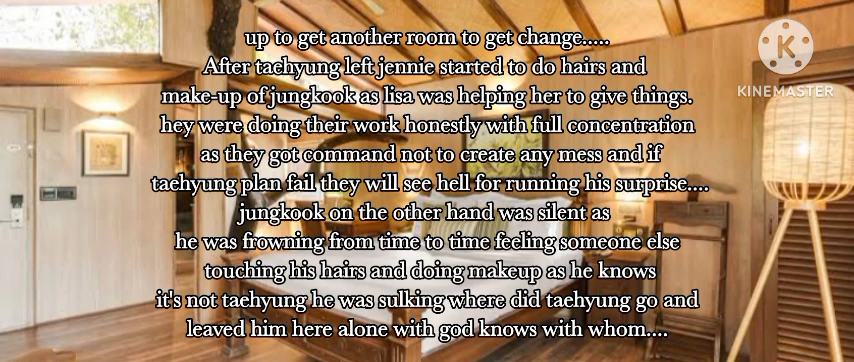 up to get another room to get change.....
After taehyung left jennie started to do hairs and
make-up of jungkook as lisa was helping her to give things.
hey were doing their work honestly with full concentration
as they got command not to create any mess and if
taehyung plan fail they will see hell for running his surprise....
jungkook on the other hand was silent as
he was frowning from time to time feeling someone else
touching his hairs and doing makeup as he knows
it's not taehyung he was sulking where did taehyung go and
leaved him here alone with god knows with whom....
K
KINEMASTER